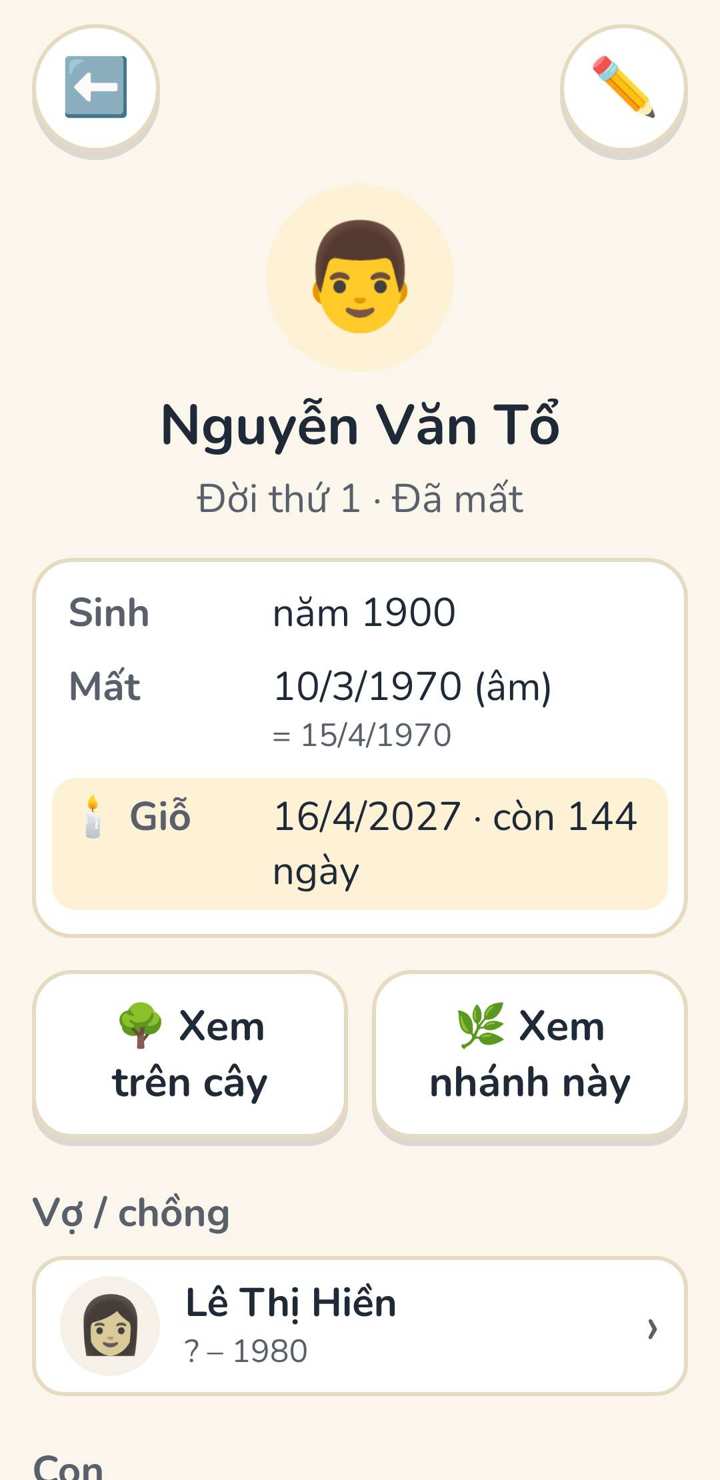 Nguyễn Văn Tổ
Đời thứ 1 · Đã mất
Sinh năm 1900
Mất 10/3/1970 (âm)
= 15/4/1970
Giỗ 16/4/2027 · còn 144
ngày
Xem
trên cây
Xem
nhánh này
Vợ / chồng
Lê Thị Hiền
? – 1980
›
Con